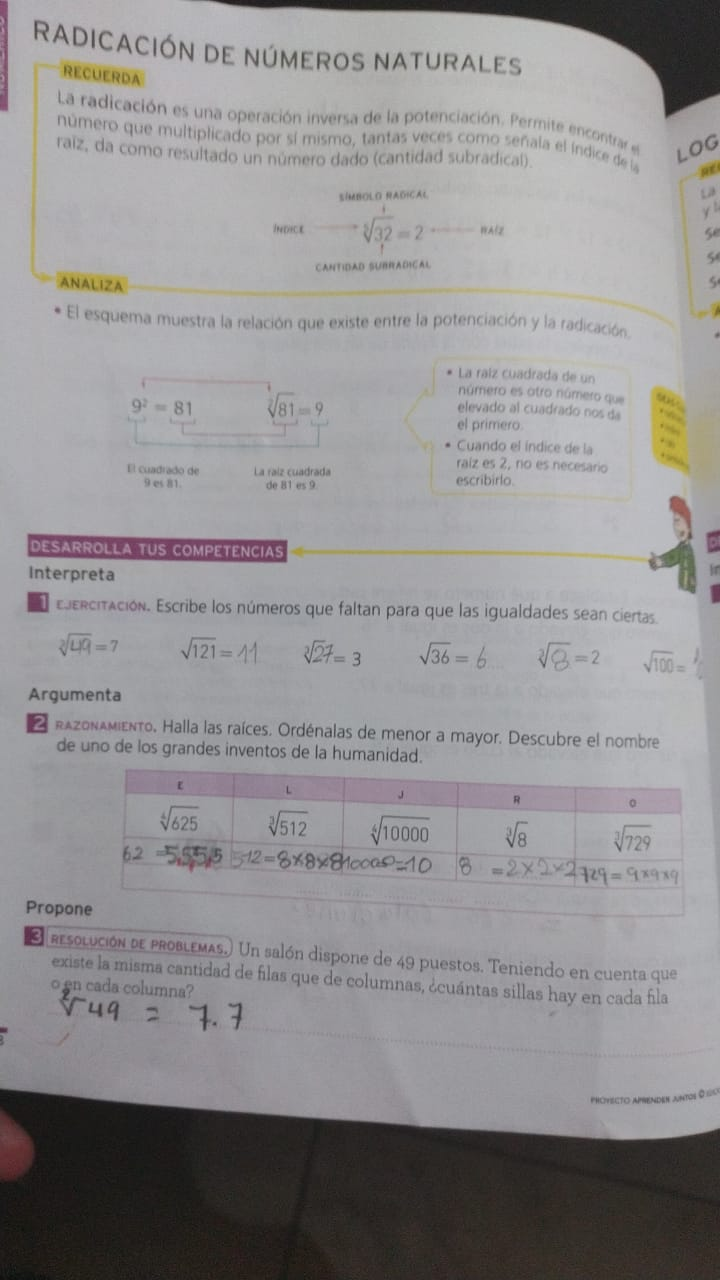 RADICACIÓN DE NÚMEROS NATURALES
RECUERDA
La radicación es una operación inversa de la potenciación. Permite encontrar el
número que multiplicado por sí mismo, tantas veces como señala el índice de la
raíz, da como resultado un número dado (cantidad subradical).
SÍMBOLO RADICAL
ÍNDICE ⁵√32 = 2 RAÍZ
CANTIDAD SUBRADICAL
ANALIZA
• El esquema muestra la relación que existe entre la potenciación y la radicación.
9² = 81 ²√81 = 9
El cuadrado de
9 es 81.
La raíz cuadrada
de 81 es 9.
• La raíz cuadrada de un
número es otro número que
elevado al cuadrado nos da
el primero.
• Cuando el índice de la
raíz es 2, no es necesario
escribirlo.
DESARROLLA TUS COMPETENCIAS
Interpreta
1 EJERCITACIÓN. Escribe los números que faltan para que las igualdades sean ciertas.
²√49 = 7 √121 = 11 ³√27 = 3 √36 = 6 ³√8 = 2 √100 =
Argumenta
2 RAZONAMIENTO. Halla las raíces. Ordénalas de menor a mayor. Descubre el nombre
de uno de los grandes inventos de la humanidad.
E L J R O
⁴√625 ³√512 ⁴√10000 ³√8 ³√729
62 =5,5,5,5 512=8×8×8 10000=10 8 =2×2×2 729=9×9×9
Propone
3 RESOLUCIÓN DE PROBLEMAS. Un salón dispone de 49 puestos. Teniendo en cuenta que
existe la misma cantidad de filas que de columnas, ¿cuántas sillas hay en cada fila
o en cada columna?
²√49 = 7.7
PROYECTO APRENDER JUNTOS ©
LOG
La
y l